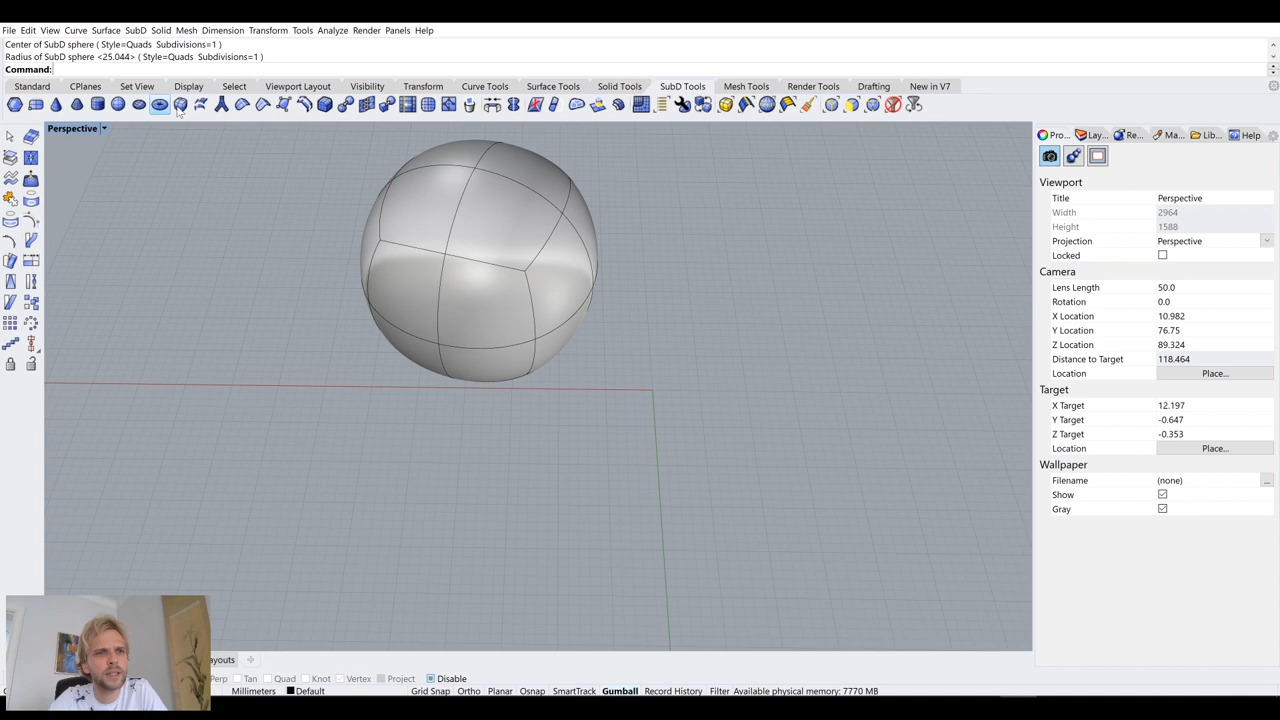 File Edit View Curve Surface SubD Solid Mesh Dimension Transform Tools Analyze Render Panels Help
Center of SubD sphere ( Style=Quads Subdivisions=1 )
Radius of SubD sphere <25.044> ( Style=Quads Subdivisions=1 )
Command:
Standard CPlanes Set View Display Select Viewport Layout Visibility Transform Curve Tools Surface Tools Solid Tools SubD Tools Mesh Tools Render Tools Drafting New in V7
Perspective
Pro... Lay... Re... Ma... Lib... Help
Viewport
Title Perspective
Width 2964
Height 1588
Projection Perspective
Locked
Camera
Lens Length 50.0
Rotation 0.0
X Location 10.982
Y Location 76.75
Z Location 89.324
Distance to Target 118.464
Location Place...
Target
X Target 12.197
Y Target -0.647
Z Target -0.353
Location Place...
Wallpaper
Filename (none) ...
Show
Gray
ayouts
Perp Tan Quad Knot Vertex Project Disable
Millimeters Default Grid Snap Ortho Planar Osnap SmartTrack Gumball Record History Filter Available physical memory: 7770 MB